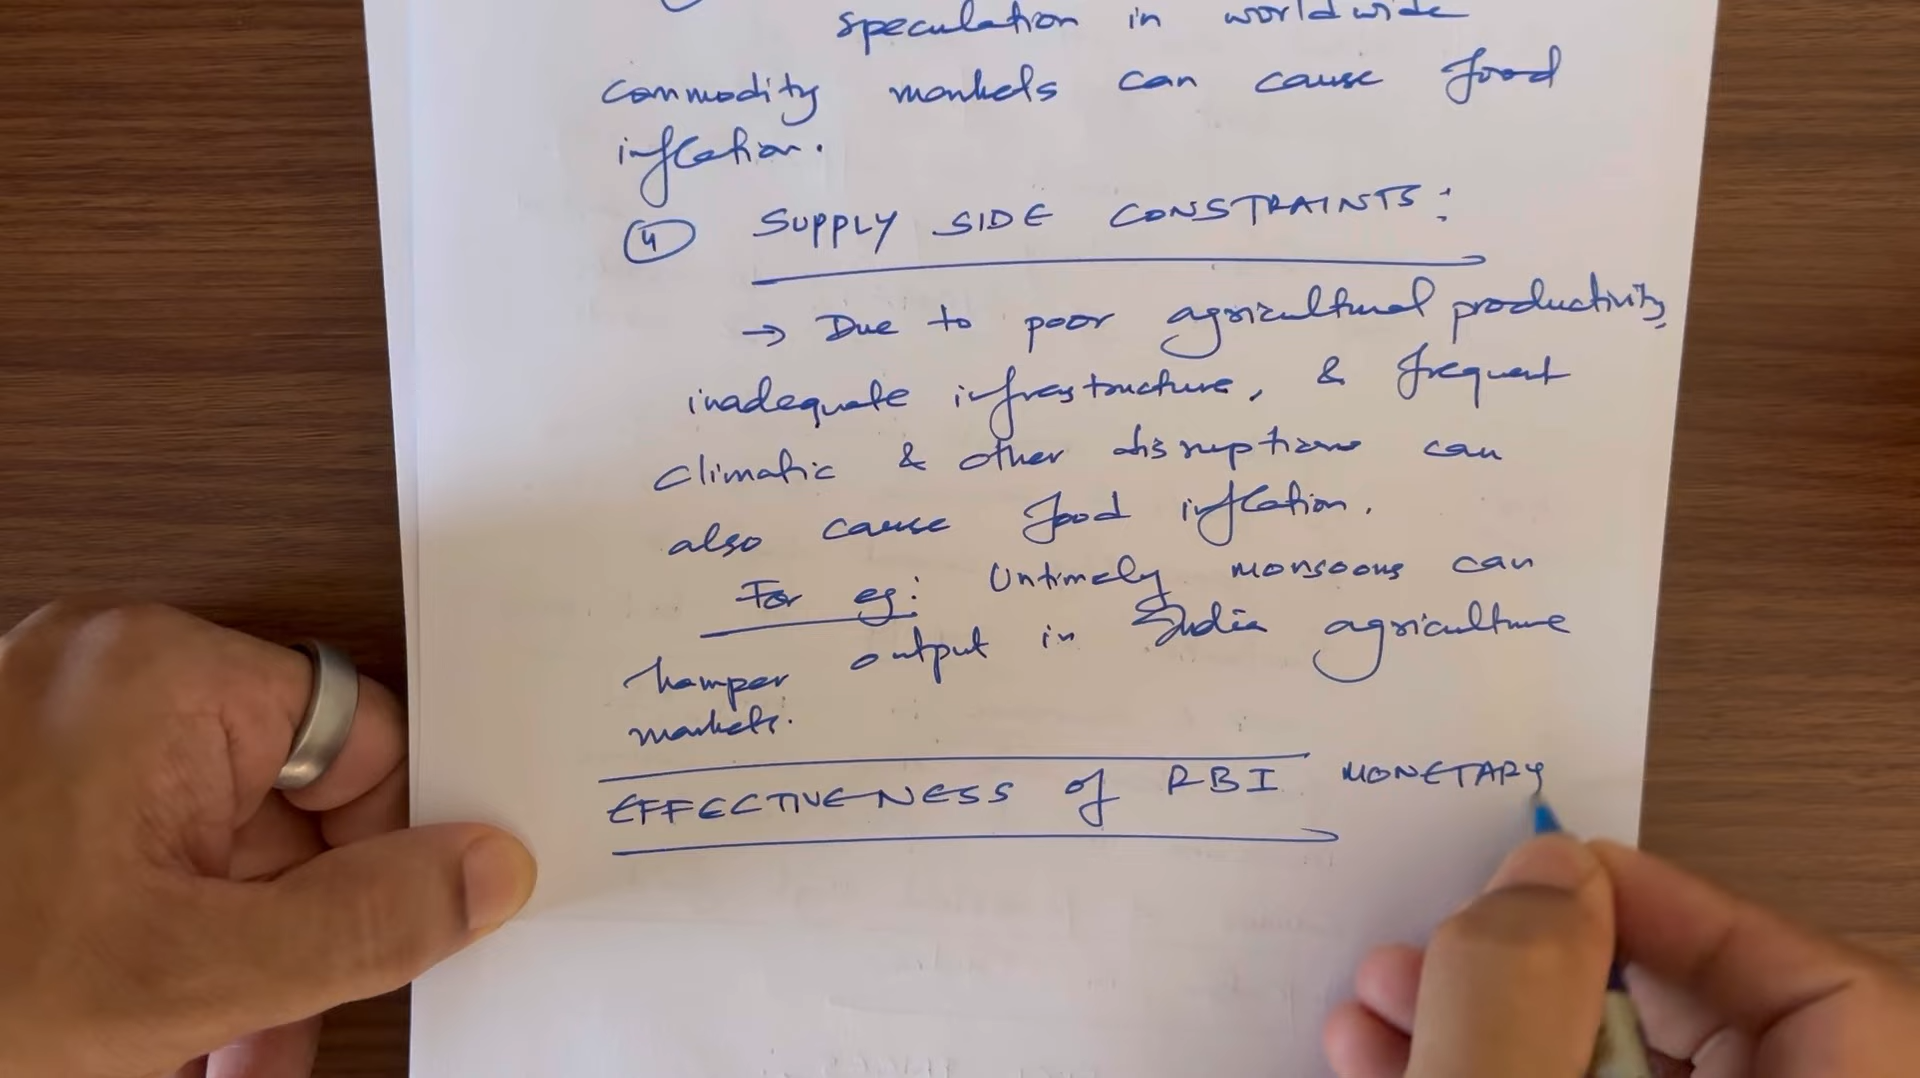 speculation in worldwide
commodity markets can cause food
inflation.
④ SUPPLY SIDE CONSTRAINTS:
→ Due to poor agricultural productivity,
inadequate infrastructure, & frequent
climatic & other disruptions can
also cause food inflation.
For eg: Untimely monsoons can
hamper output in India agriculture
markets.
EFFECTIVENESS of RBI MONETARY